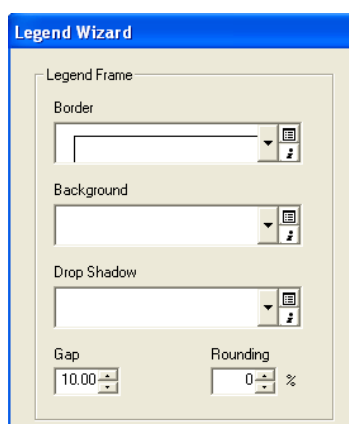 Legend Wizard
Legend Frame
Border
Background
Drop Shadow
Gap Rounding
10.00 0 %